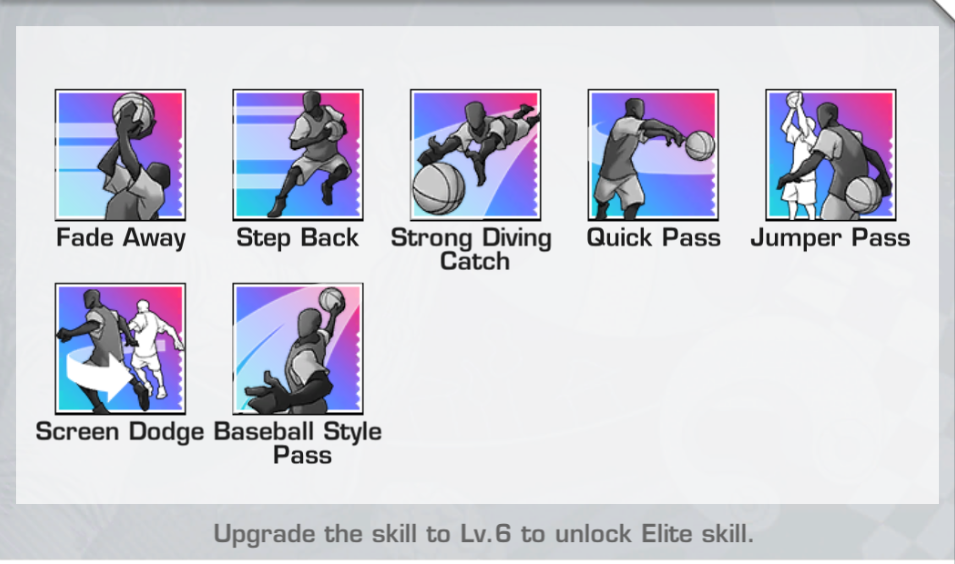 Fade Away
Step Back
Strong Diving
Catch
Quick Pass
Jumper Pass
Screen Dodge
Baseball Style
Pass
Upgrade the skill to Lv.6 to unlock Elite skill.